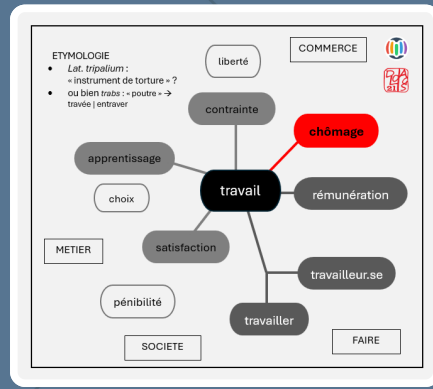 COMMERCE
ETYMOLOGIE
• Lat. tripalium :
« instrument de torture » ?
• ou bien trabs : « poutre » →
travée | entraver
liberté
contrainte
chômage
apprentissage
travail
choix
rémunération
METIER
satisfaction
travailleur.se
pénibilité
travailler
SOCIETE
FAIRE